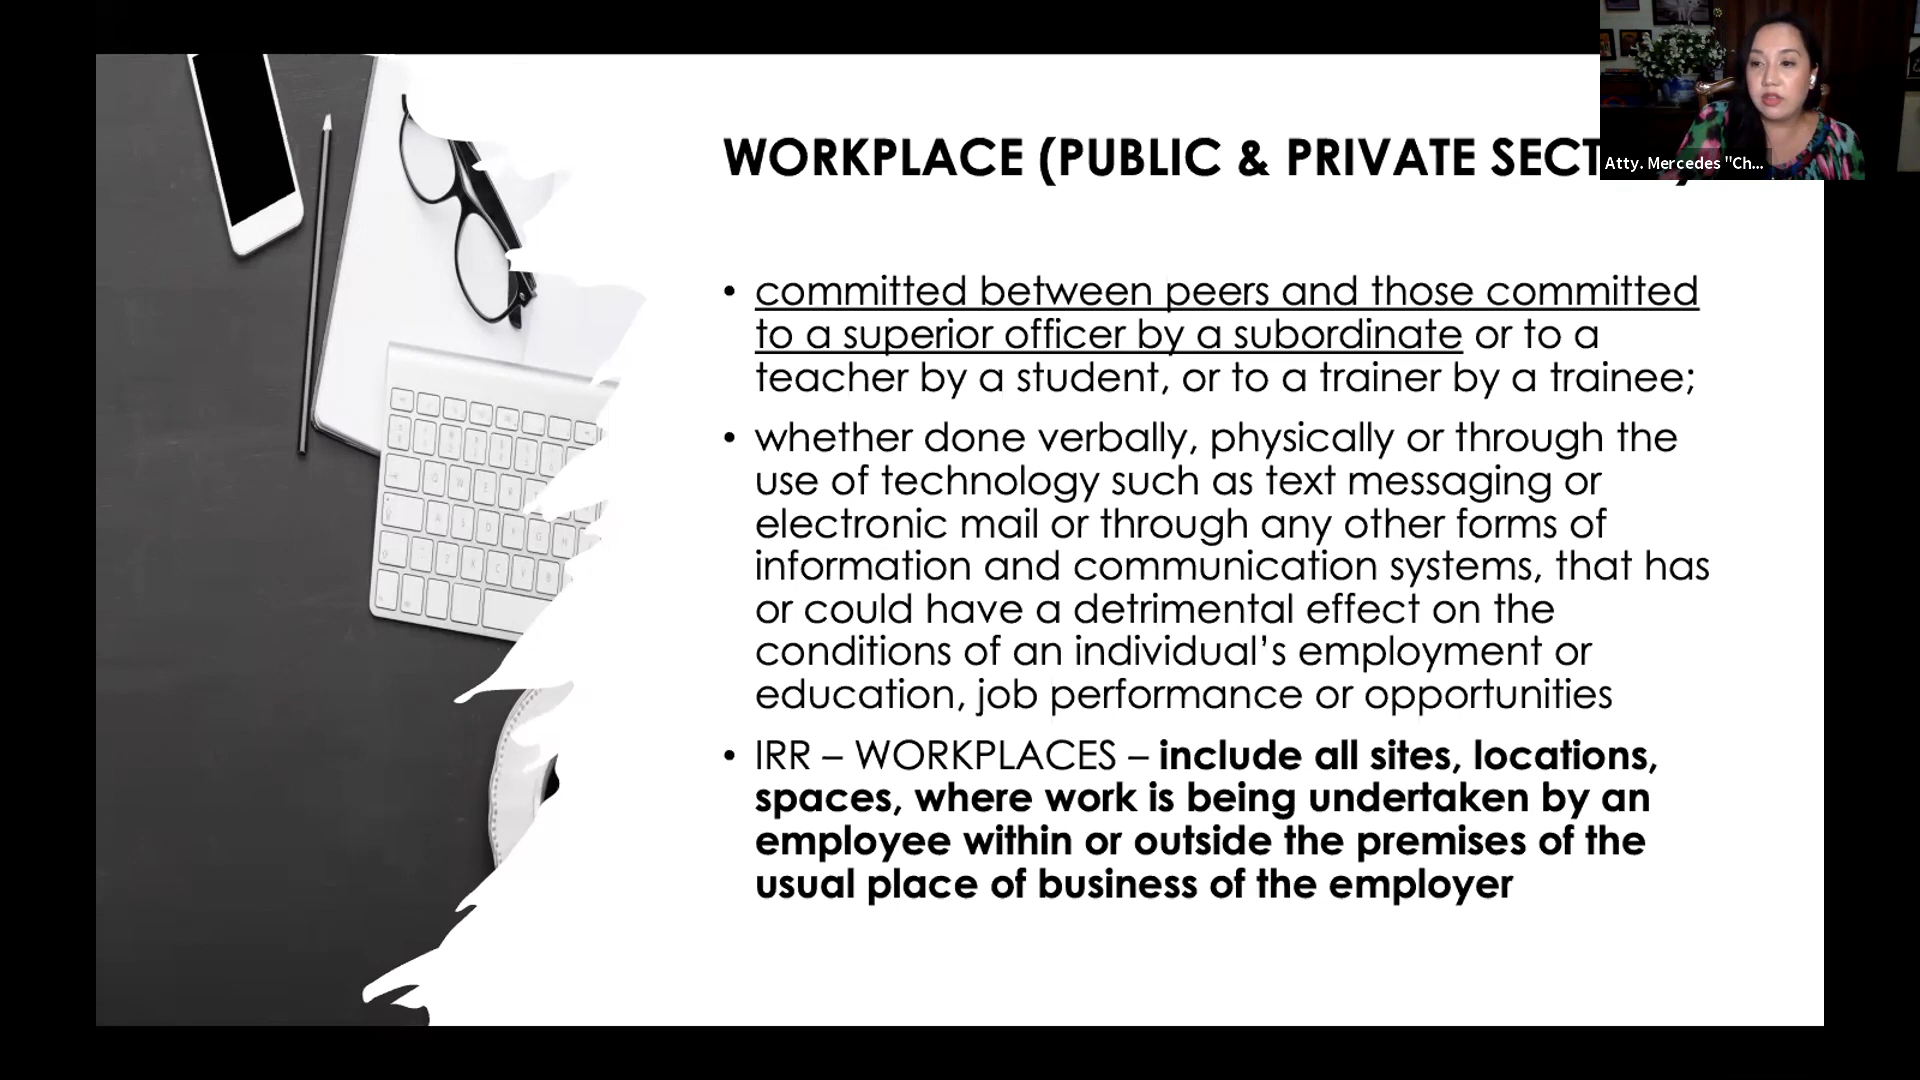 WORKPLACE (PUBLIC & PRIVATE SECT
Atty. Mercedes "Ch...
• committed between peers and those committed
to a superior officer by a subordinate or to a
teacher by a student, or to a trainer by a trainee;
• whether done verbally, physically or through the
use of technology such as text messaging or
electronic mail or through any other forms of
information and communication systems, that has
or could have a detrimental effect on the
conditions of an individual’s employment or
education, job performance or opportunities
• IRR – WORKPLACES – include all sites, locations,
spaces, where work is being undertaken by an
employee within or outside the premises of the
usual place of business of the employer